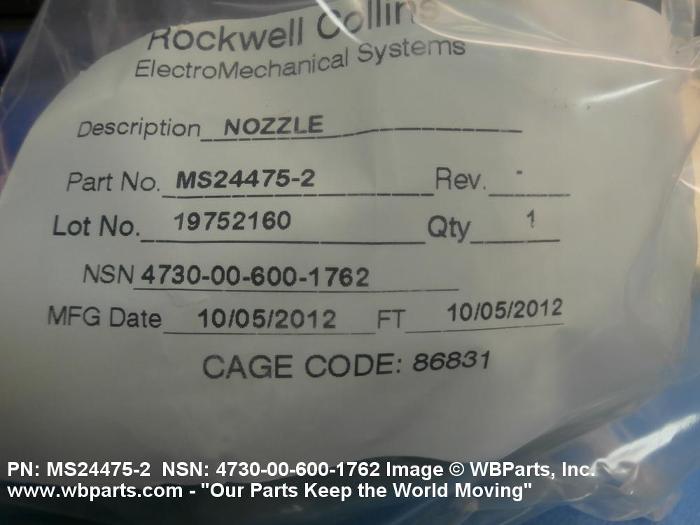 Rockwell Collins
ElectroMechanical Systems
Description NOZZLE
Part No. MS24475-2 Rev. -
Lot No. 19752160 Qty 1
NSN 4730-00-600-1762
MFG Date 10/05/2012 FT 10/05/2012
CAGE CODE: 86831
PN: MS24475-2 NSN: 4730-00-600-1762 Image © WBParts, Inc.
www.wbparts.com - "Our Parts Keep the World Moving"